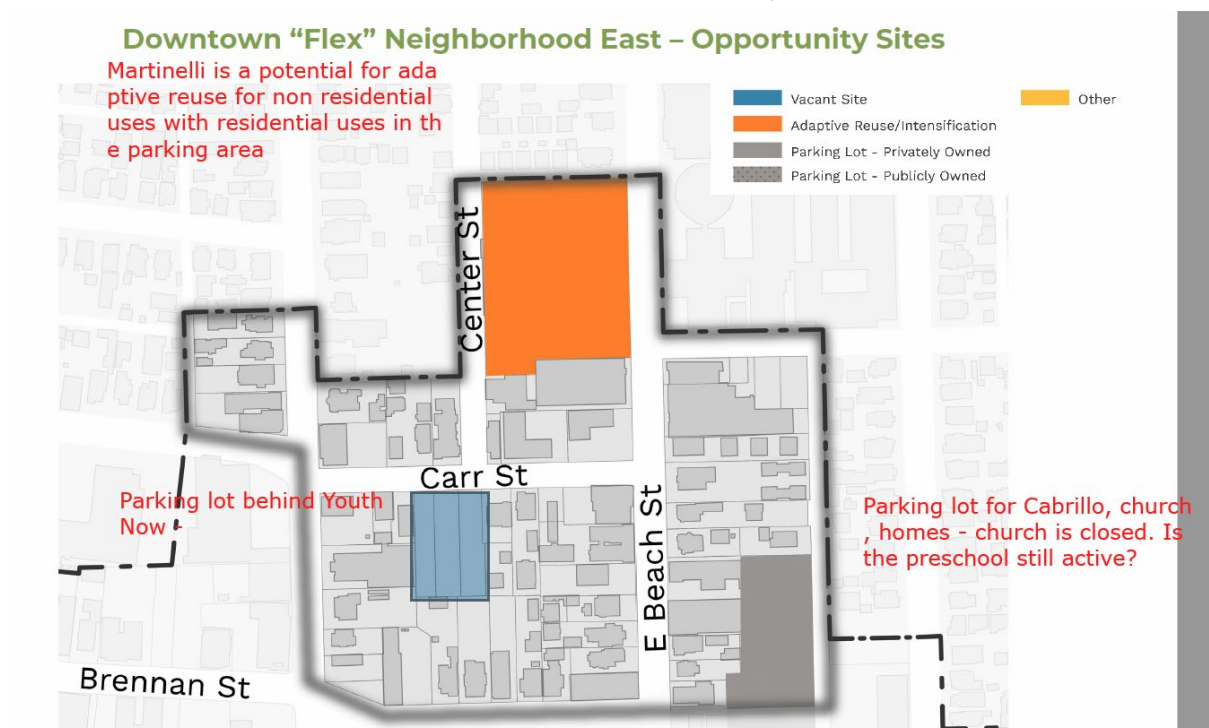 Downtown “Flex” Neighborhood East – Opportunity Sites
Martinelli is a potential for ada
ptive reuse for non residential
uses with residential uses in th
e parking area
Vacant Site
Other
Adaptive Reuse/Intensification
Parking Lot - Privately Owned
Parking Lot - Publicly Owned
Center St
Carr St
Parking lot behind Youth
Now -
E Beach St
Parking lot for Cabrillo, church
, homes - church is closed. Is
the preschool still active?
Brennan St